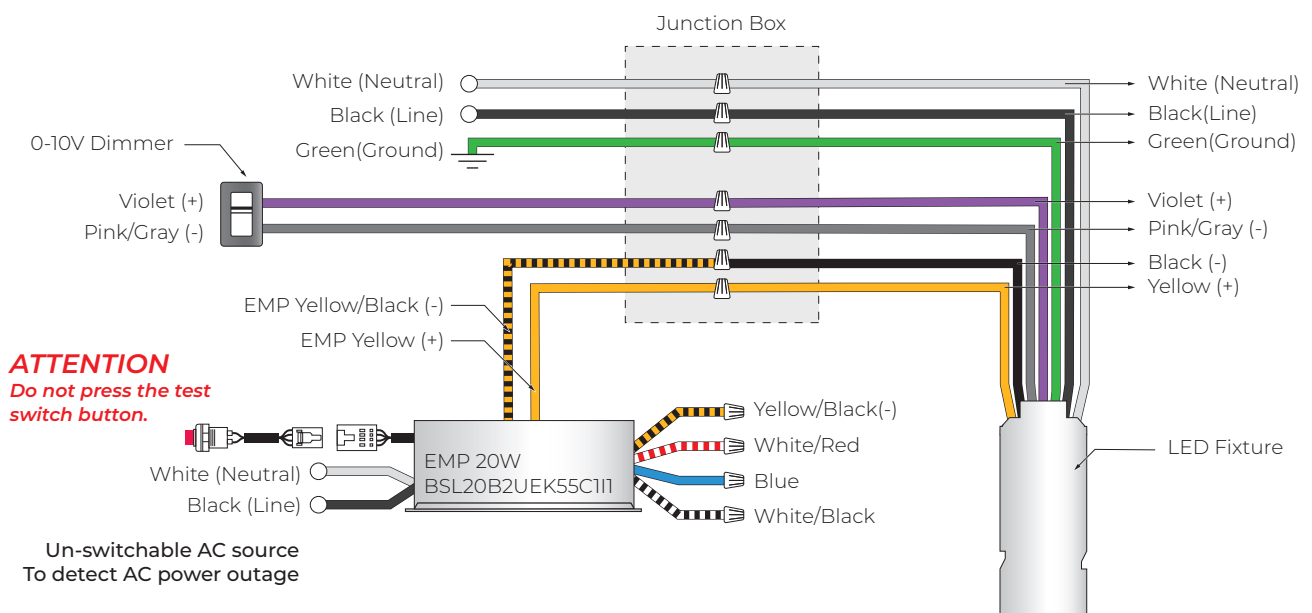 Junction Box
White (Neutral)
White (Neutral)
Black (Line)
Black(Line)
Green(Ground)
Green(Ground)
0-10V Dimmer
Violet (+)
Violet (+)
Pink/Gray (-)
Pink/Gray (-)
Black (-)
Yellow (+)
EMP Yellow/Black (-)
EMP Yellow (+)
ATTENTION
Do not press the test
switch button.
Yellow/Black(-)
White/Red
Blue
White/Black
EMP 20W
BSL20B2UEK55C1I1
White (Neutral)
Black (Line)
LED Fixture
Un-switchable AC source
To detect AC power outage